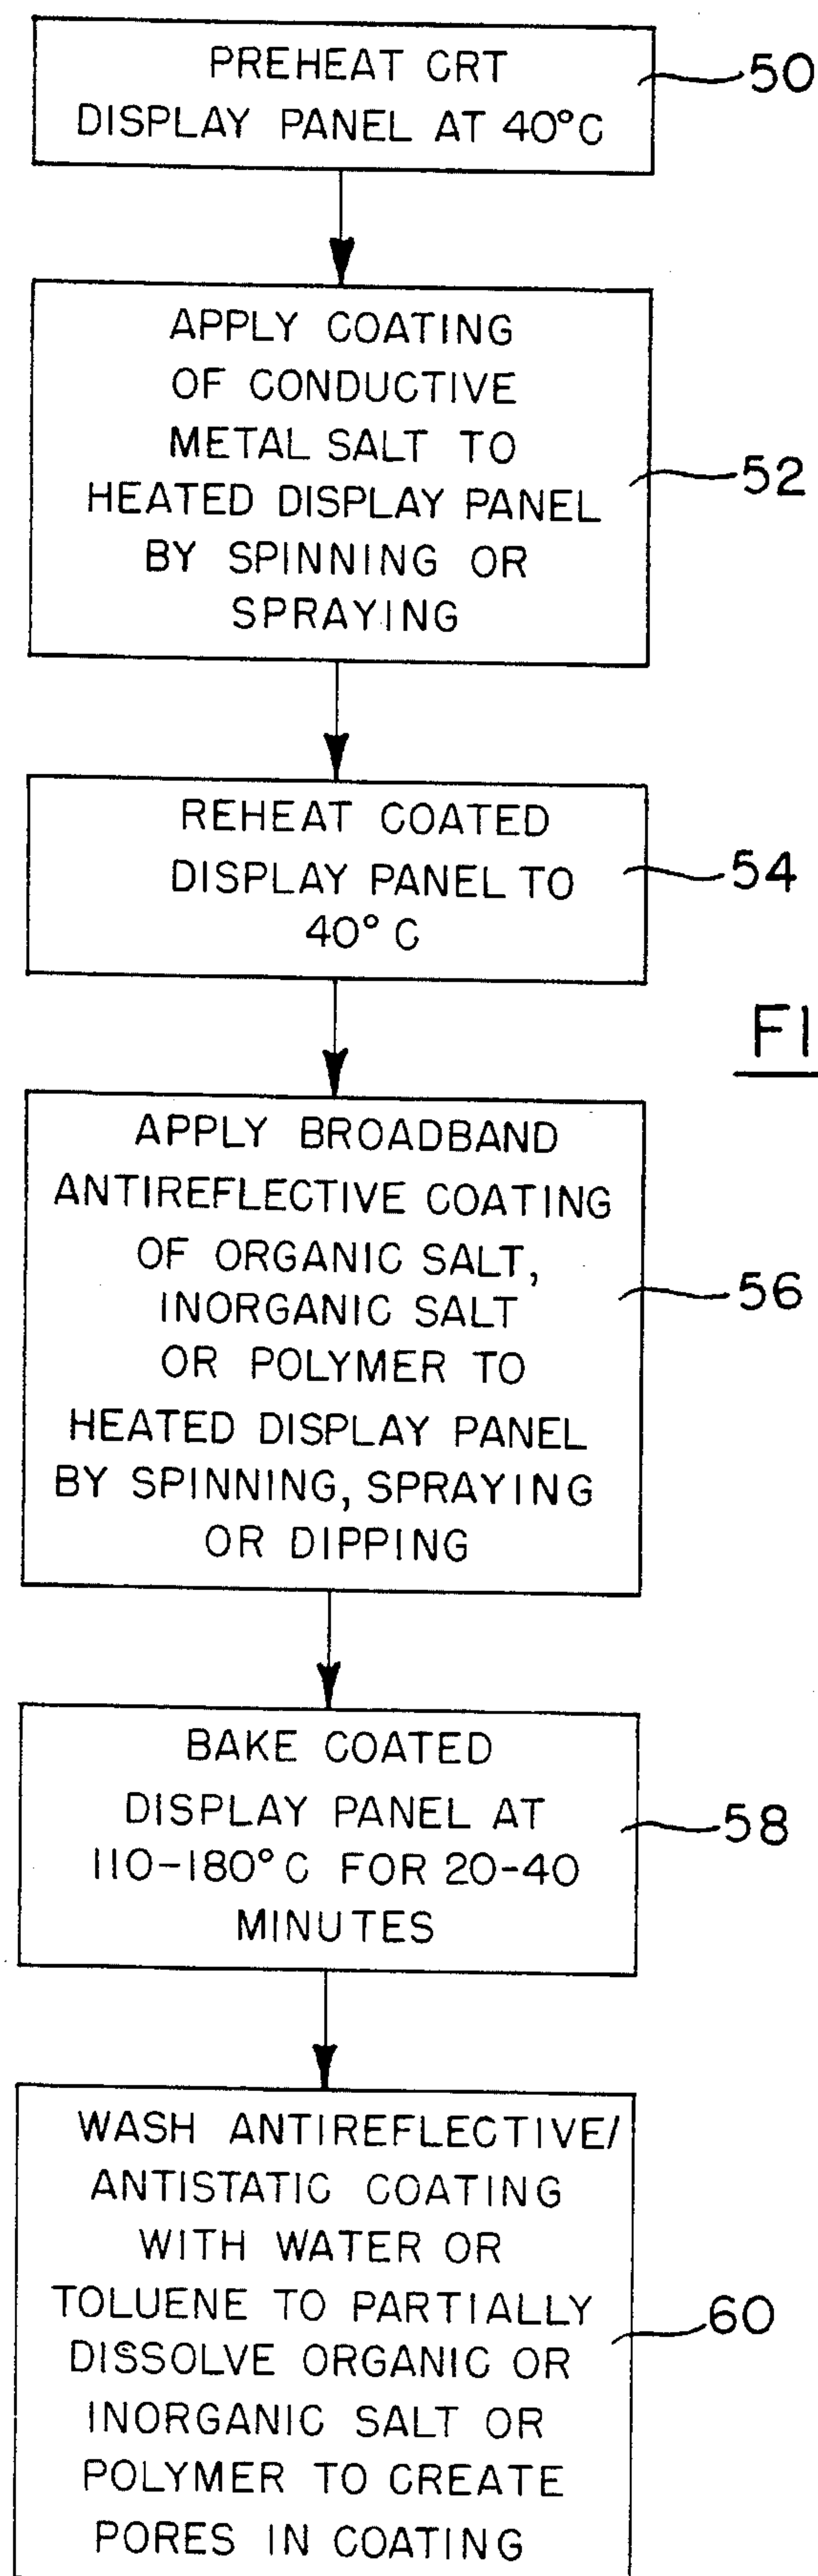 PREHEAT CRT
DISPLAY PANEL AT 40°C
50
APPLY COATING
OF CONDUCTIVE
METAL SALT TO
HEATED DISPLAY PANEL
BY SPINNING OR
SPRAYING
52
REHEAT COATED
DISPLAY PANEL TO
40° C
54
FI
APPLY BROADBAND
ANTIREFLECTIVE COATING
OF ORGANIC SALT,
INORGANIC SALT
OR POLYMER TO
HEATED DISPLAY PANEL
BY SPINNING, SPRAYING
OR DIPPING
56
BAKE COATED
DISPLAY PANEL AT
110-180°C FOR 20-40
MINUTES
58
WASH ANTIREFLECTIVE/
ANTISTATIC COATING
WITH WATER OR
TOLUENE TO PARTIALLY
DISSOLVE ORGANIC OR
INORGANIC SALT OR
POLYMER TO CREATE
PORES IN COATING
60